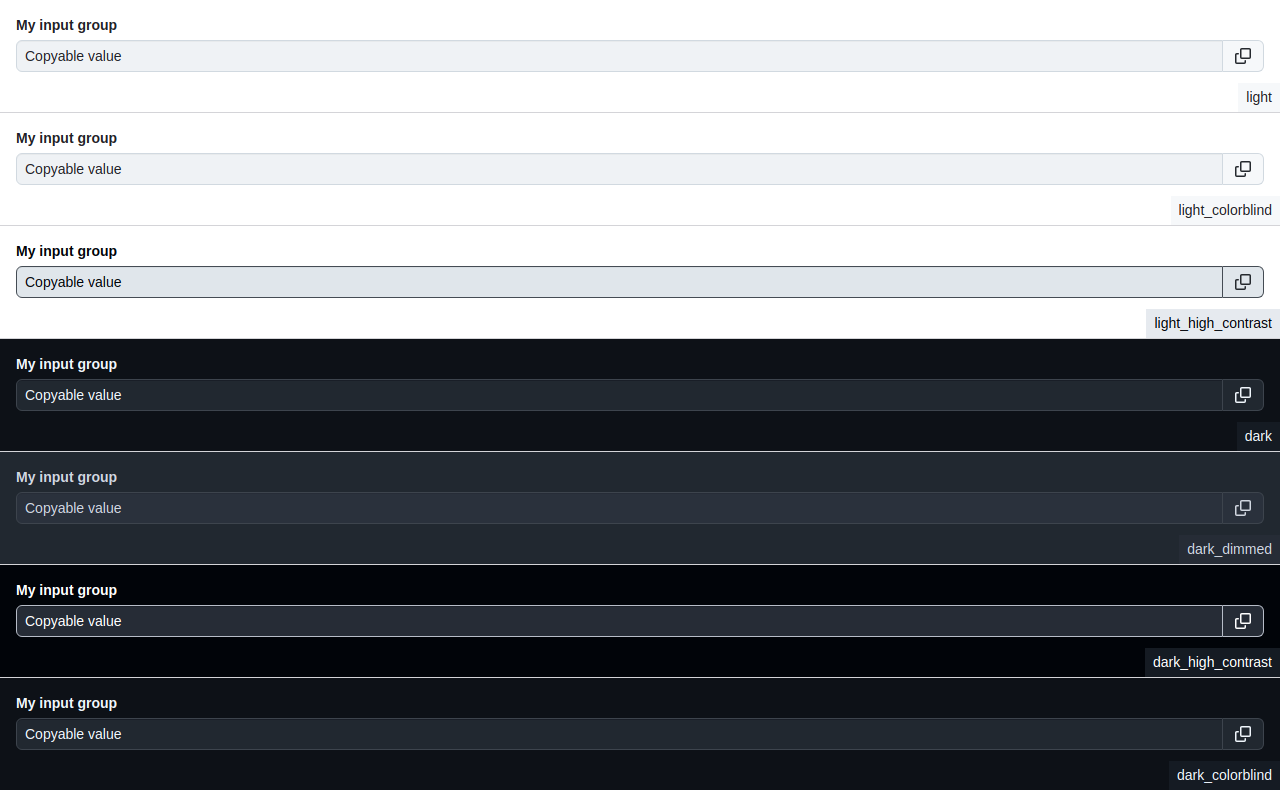 My input group
Copyable value
light
My input group
Copyable value
light_colorblind
My input group
Copyable value
light_high_contrast
My input group
Copyable value
dark
My input group
Copyable value
dark_dimmed
My input group
Copyable value
dark_high_contrast
My input group
Copyable value
dark_colorblind